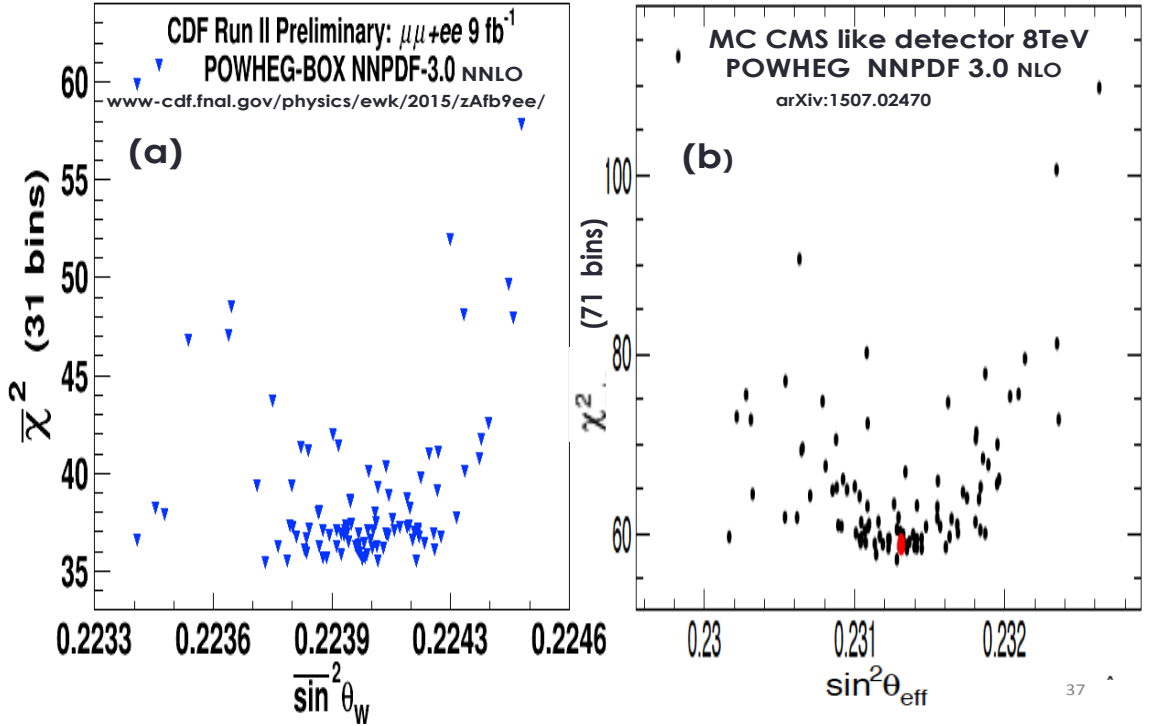 CDF Run II Preliminary: μμ+ee 9 fb⁻¹
POWHEG-BOX NNPDF-3.0 NNLO
www-cdf.fnal.gov/physics/ewk/2015/zAfb9ee/
(a)
χ̅² (31 bins)
60
55
50
45
40
35
0.2233 0.2236 0.2239 0.2243 0.2246
s̅i̅n̅²θW
MC CMS like detector 8TeV
POWHEG NNPDF 3.0 NLO
arXiv:1507.02470
(b)
χ² (71 bins)
100
80
60
0.23 0.231 0.232
sin²θeff
37